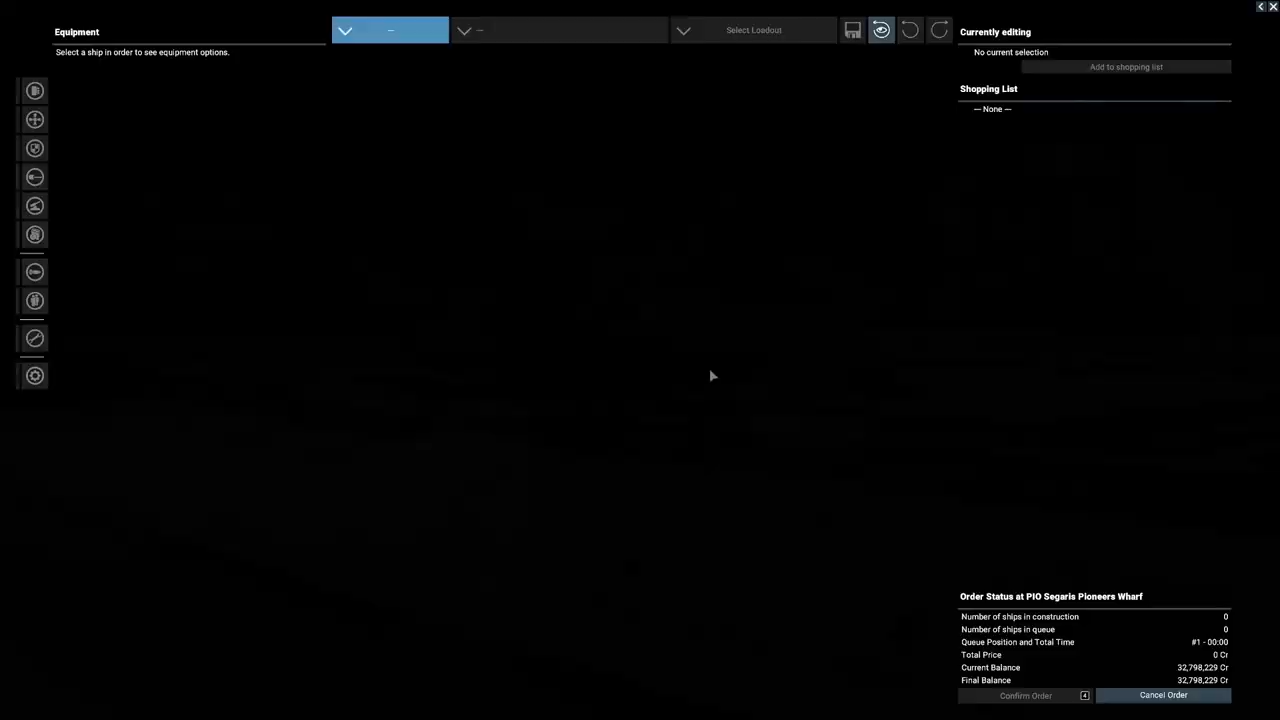 Equipment
Select a ship in order to see equipment options.
—
—
Select Loadout
Currently editing
No current selection
Add to shopping list
Shopping List
— None —
Order Status at PIO Segaris Pioneers Wharf
Number of ships in construction 0
Number of ships in queue 0
Queue Position and Total Time #1 - 00:00
Total Price 0 Cr
Current Balance 32,798,229 Cr
Final Balance 32,798,229 Cr
Confirm Order 4
Cancel Order